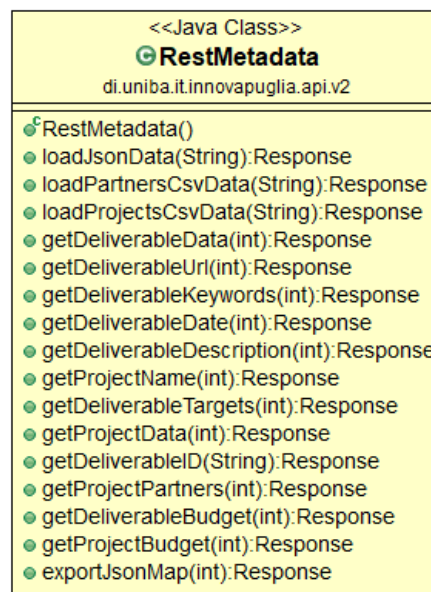 <<Java Class>>
RestMetadata
di.uniba.it.innovapuglia.api.v2
RestMetadata()
loadJsonData(String):Response
loadPartnersCsvData(String):Response
loadProjectsCsvData(String):Response
getDeliverableData(int):Response
getDeliverableUrl(int):Response
getDeliverableKeywords(int):Response
getDeliverableDate(int):Response
getDeliverableDescription(int):Response
getProjectName(int):Response
getDeliverableTargets(int):Response
getProjectData(int):Response
getDeliverableID(String):Response
getProjectPartners(int):Response
getDeliverableBudget(int):Response
getProjectBudget(int):Response
exportJsonMap(int):Response